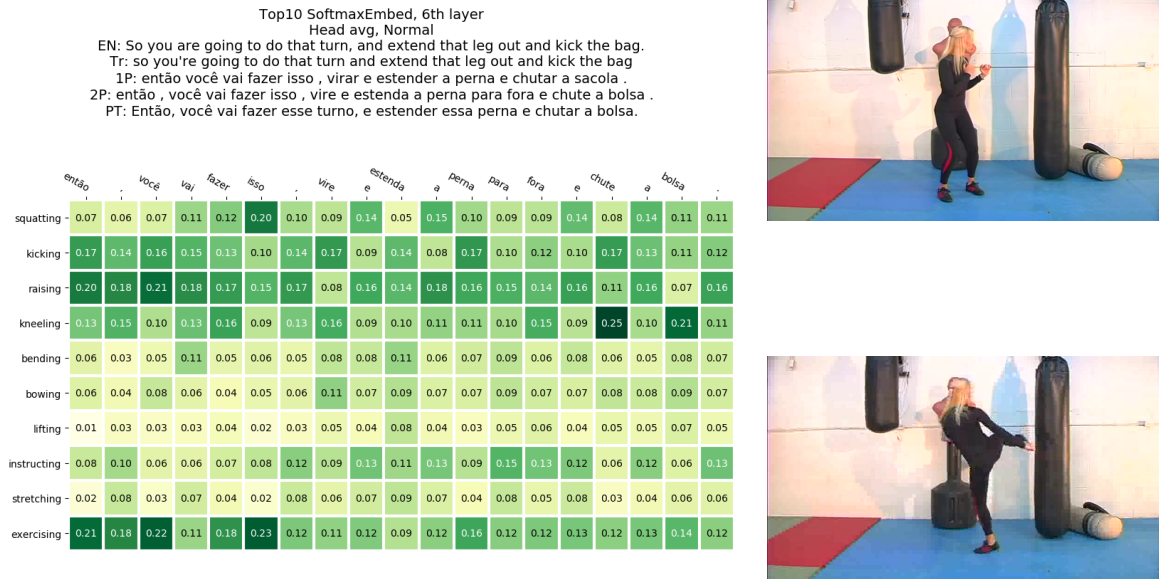 Top10 SoftmaxEmbed, 6th layer
Head avg, Normal
EN: So you are going to do that turn, and extend that leg out and kick the bag.
Tr: so you're going to do that turn and extend that leg out and kick the bag
1P: então você vai fazer isso , virar e estender a perna e chutar a sacola .
2P: então , você vai fazer isso , vire e estenda a perna para fora e chute a bolsa .
PT: Então, você vai fazer esse turno, e estender essa perna e chutar a bolsa.
então , você vai fazer isso , vire e estenda a perna para fora e chute a bolsa .
squatting 0.07 0.06 0.07 0.11 0.12 0.20 0.10 0.09 0.14 0.05 0.15 0.10 0.09 0.09 0.14 0.08 0.14 0.11 0.11
kicking 0.17 0.14 0.16 0.15 0.13 0.10 0.14 0.17 0.09 0.14 0.08 0.17 0.10 0.12 0.10 0.17 0.13 0.11 0.12
raising 0.20 0.18 0.21 0.18 0.17 0.15 0.17 0.08 0.16 0.14 0.18 0.16 0.15 0.14 0.16 0.11 0.16 0.07 0.16
kneeling 0.13 0.15 0.10 0.13 0.16 0.09 0.13 0.16 0.09 0.10 0.11 0.11 0.10 0.15 0.09 0.25 0.10 0.21 0.11
bending 0.06 0.03 0.05 0.11 0.05 0.06 0.05 0.08 0.08 0.11 0.06 0.07 0.09 0.06 0.08 0.06 0.05 0.08 0.07
bowing 0.06 0.04 0.08 0.06 0.04 0.05 0.06 0.11 0.07 0.09 0.07 0.07 0.09 0.07 0.07 0.08 0.08 0.09 0.07
lifting 0.01 0.03 0.03 0.03 0.04 0.02 0.03 0.05 0.04 0.08 0.04 0.03 0.05 0.06 0.04 0.05 0.05 0.07 0.05
instructing 0.08 0.10 0.06 0.06 0.07 0.08 0.12 0.09 0.13 0.11 0.13 0.09 0.15 0.13 0.12 0.06 0.12 0.06 0.13
stretching 0.02 0.08 0.03 0.07 0.04 0.02 0.08 0.06 0.07 0.09 0.07 0.04 0.08 0.05 0.08 0.03 0.04 0.06 0.06
exercising 0.21 0.18 0.22 0.11 0.18 0.23 0.12 0.11 0.12 0.09 0.12 0.16 0.12 0.12 0.13 0.12 0.13 0.14 0.12